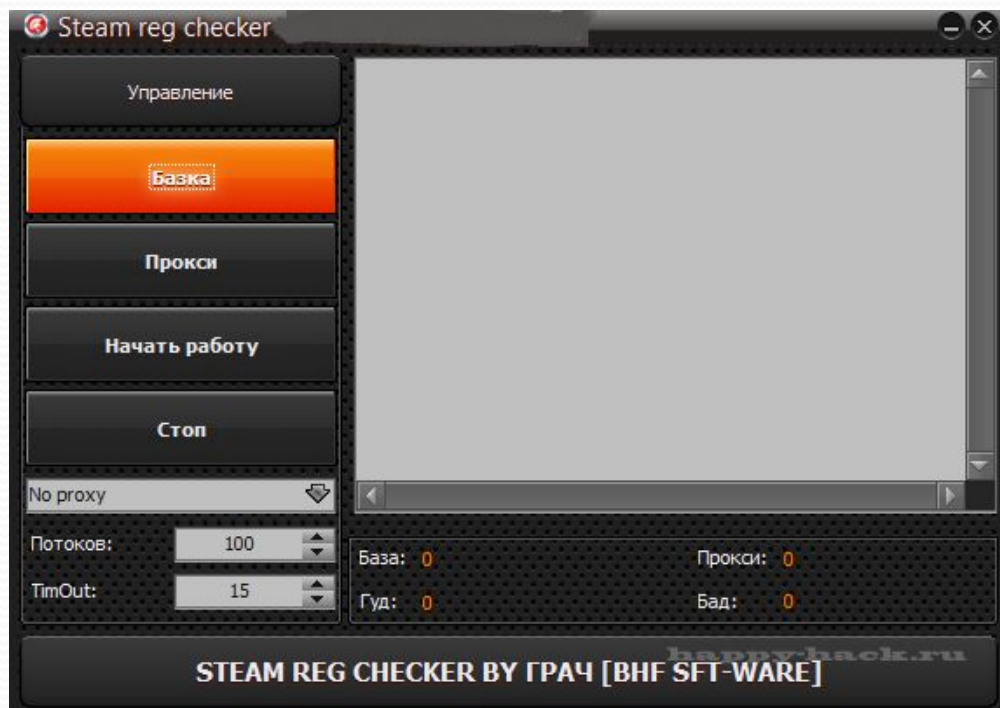 Steam reg checker
Управление
Базка
Прокси
Начать работу
Стоп
No proxy
Потоков: 100
TimOut: 15
База: 0
Прокси: 0
Гуд: 0
Бад: 0
happy-hack.ru
STEAM REG CHECKER BY ГРАЧ [BHF SFT-WARE]